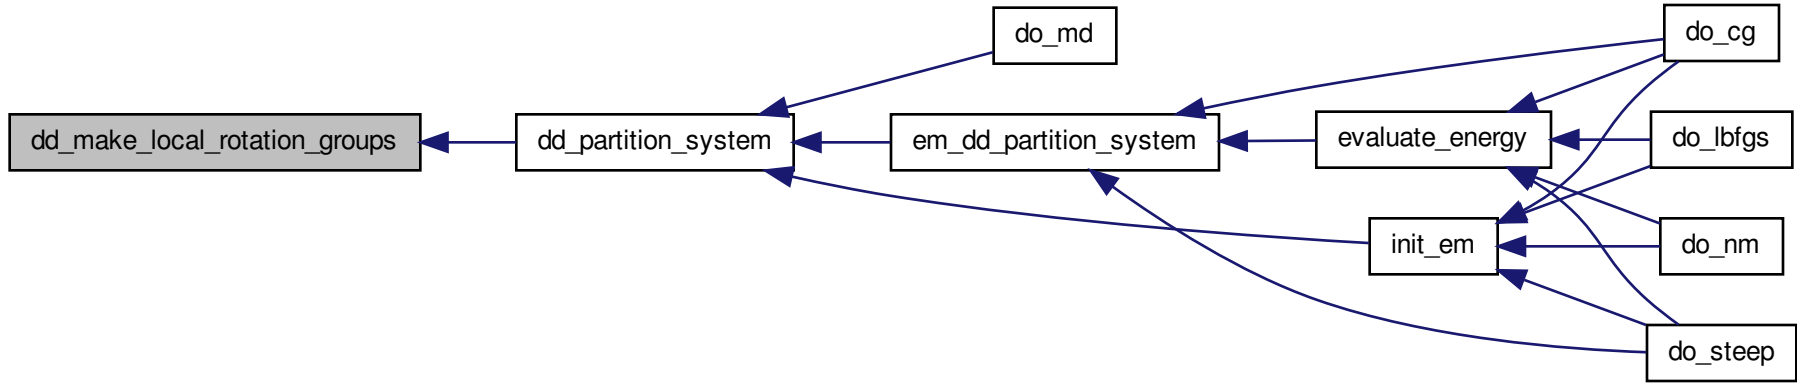 dd_make_local_rotation_groups
dd_partition_system
do_md
em_dd_partition_system
evaluate_energy
init_em
do_cg
do_lbfgs
do_nm
do_steep